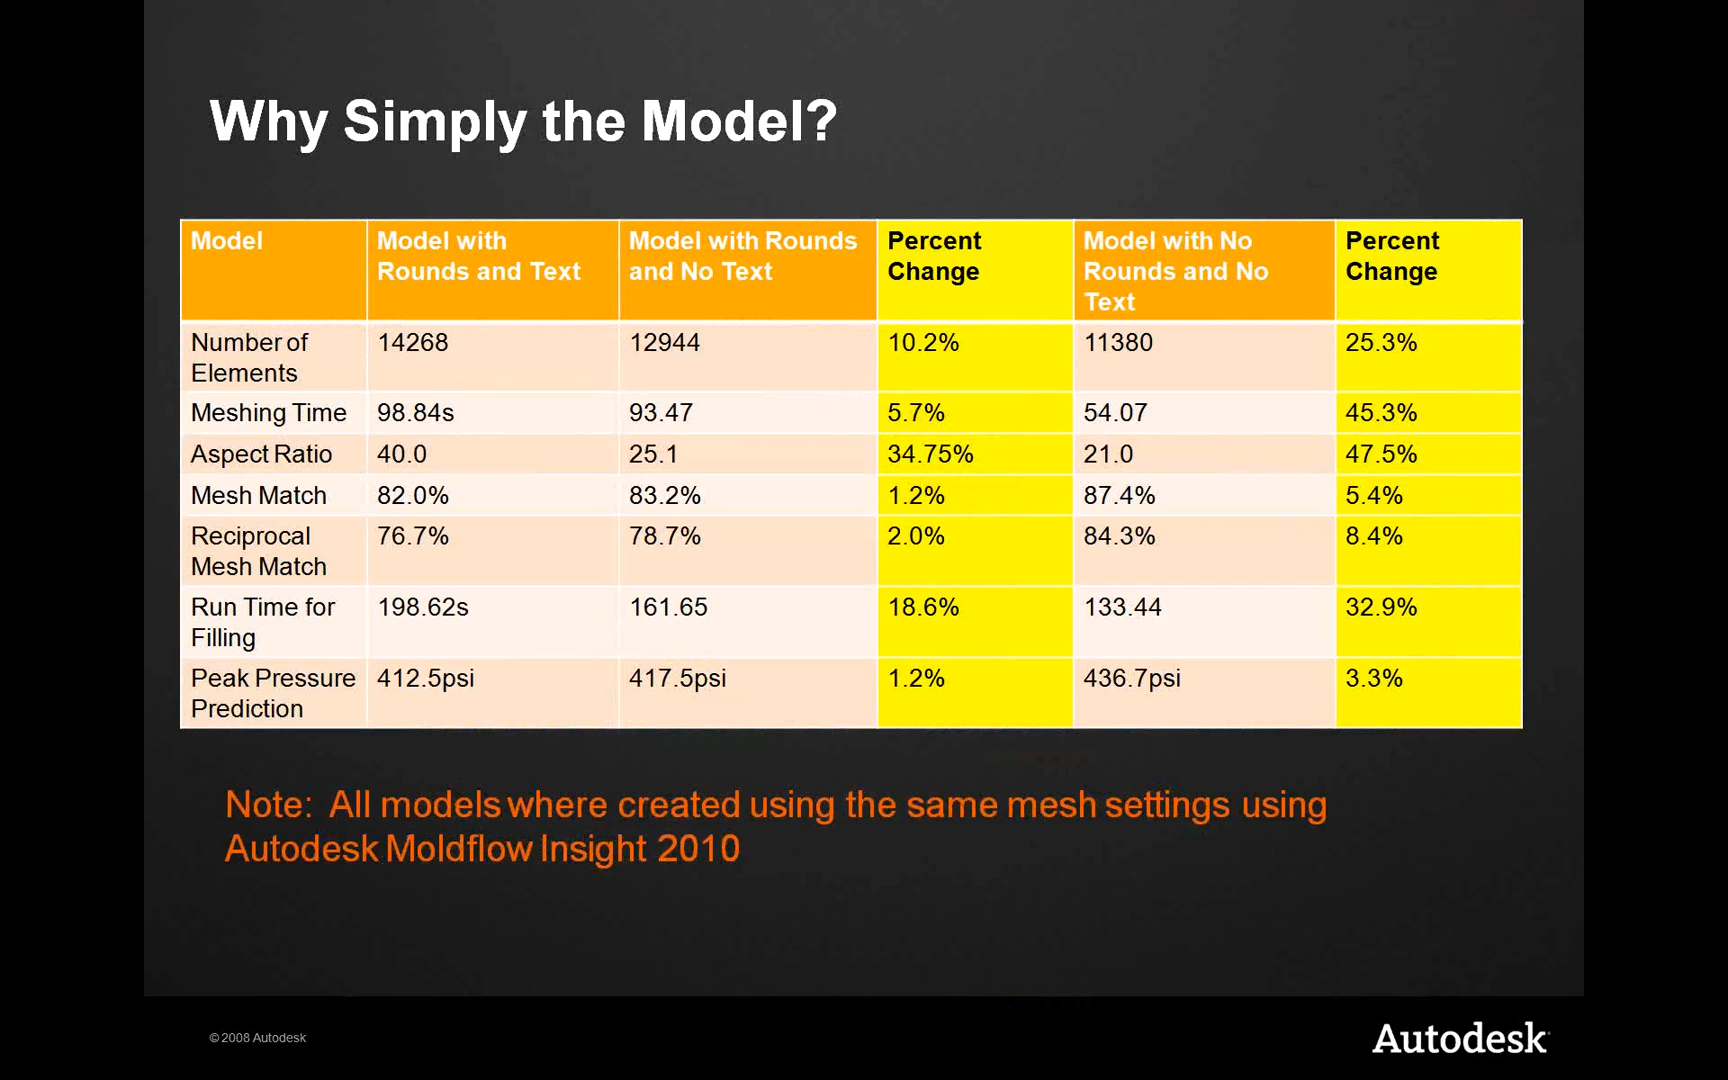 Why Simply the Model?
Model
Model with
Rounds and Text
Model with Rounds
and No Text
Percent
Change
Model with No
Rounds and No
Text
Percent
Change
Number of
Elements
14268
12944
10.2%
11380
25.3%
Meshing Time
98.84s
93.47
5.7%
54.07
45.3%
Aspect Ratio
40.0
25.1
34.75%
21.0
47.5%
Mesh Match
82.0%
83.2%
1.2%
87.4%
5.4%
Reciprocal
Mesh Match
76.7%
78.7%
2.0%
84.3%
8.4%
Run Time for
Filling
198.62s
161.65
18.6%
133.44
32.9%
Peak Pressure
Prediction
412.5psi
417.5psi
1.2%
436.7psi
3.3%
Note: All models where created using the same mesh settings using
Autodesk Moldflow Insight 2010
© 2008 Autodesk
Autodesk